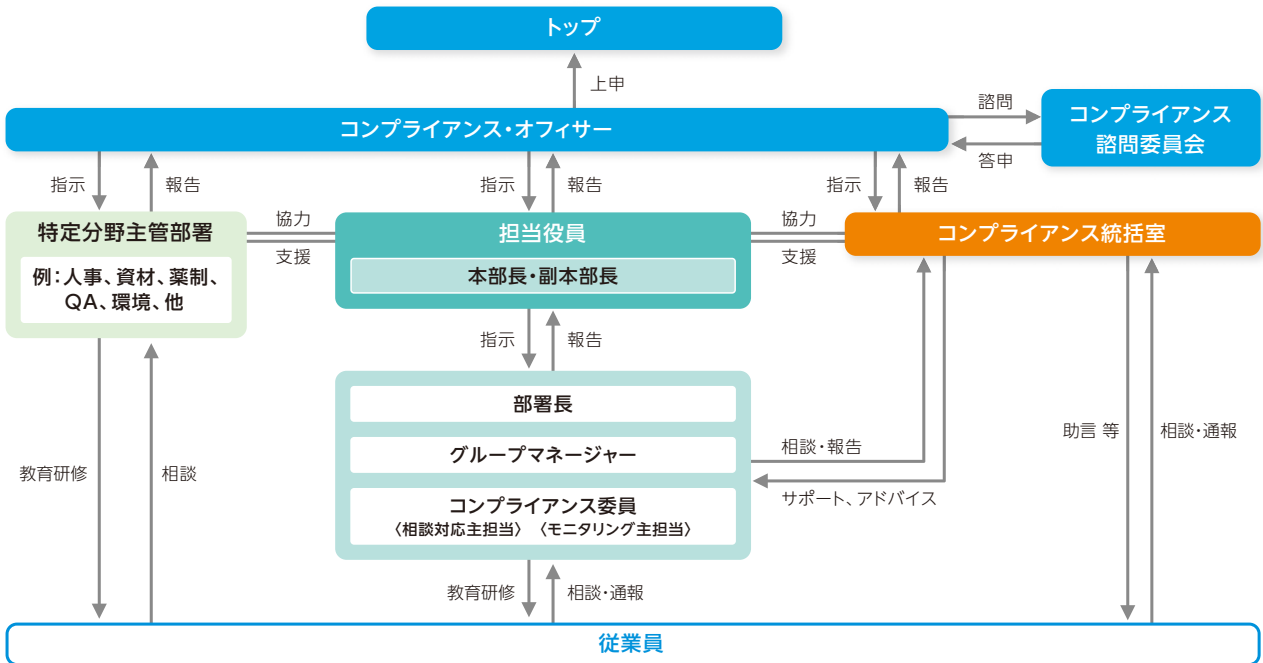 トップ
上申
コンプライアンス・オフィサー
諮問
答申
コンプライアンス
諮問委員会
指示
報告
指示
報告
指示
報告
特定分野主管部署
例：人事、資材、薬制、
QA、環境、他
協力
支援
担当役員
本部長・副本部長
協力
支援
コンプライアンス統括室
指示
報告
部署長
グループマネージャー
コンプライアンス委員
〈相談対応主担当〉 〈モニタリング主担当〉
相談・報告
サポート、アドバイス
助言 等
相談・通報
教育研修
相談
教育研修
相談・通報
従業員